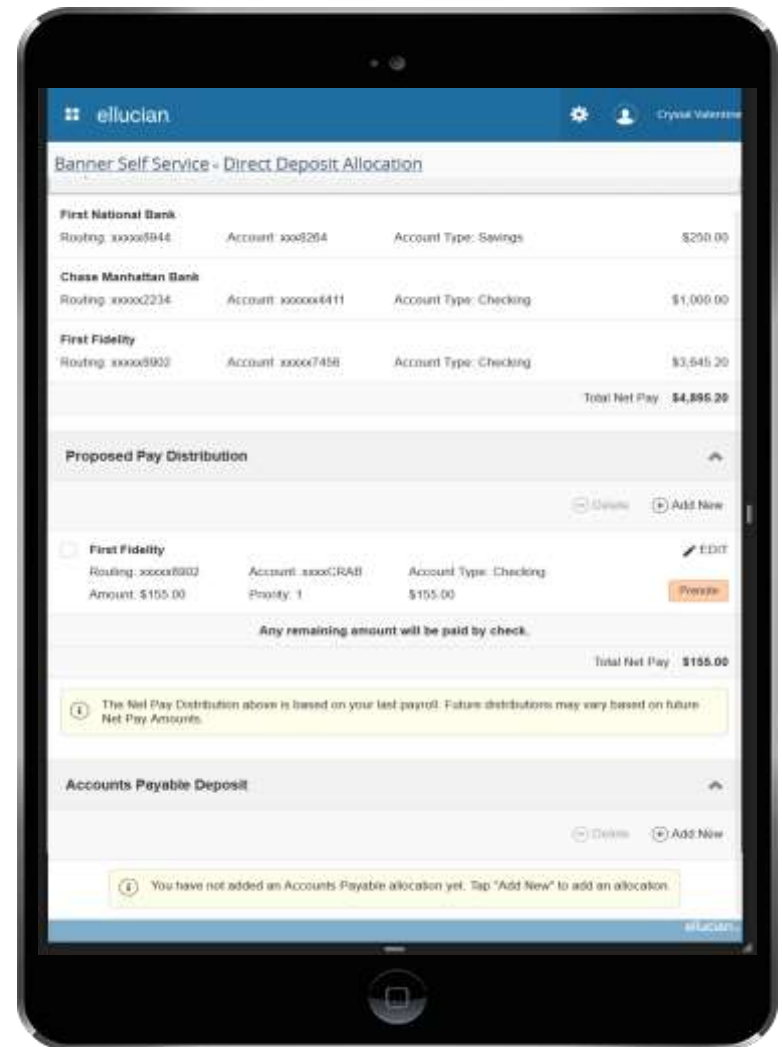 ellucian
Crystal Valentine
Banner Self Service - Direct Deposit Allocation
First National Bank
Routing: xxxxx5944 Account: xxx8264 Account Type: Savings $250.00
Chase Manhattan Bank
Routing: xxxxx2234 Account: xxxxxx4411 Account Type: Checking $1,000.00
First Fidelity
Routing: xxxxx8902 Account: xxxxx7456 Account Type: Checking $3,645.20
Total Net Pay $4,895.20
Proposed Pay Distribution
Delete Add New
First Fidelity EDIT
Routing: xxxxx8902 Account: xxxxCRAB Account Type: Checking
Amount: $155.00 Priority: 1 $155.00 Prenote
Any remaining amount will be paid by check.
Total Net Pay $155.00
The Net Pay Distribution above is based on your last payroll. Future distributions may vary based on future
Net Pay Amounts.
Accounts Payable Deposit
Delete Add New
You have not added an Accounts Payable allocation yet. Tap "Add New" to add an allocation.
ellucian